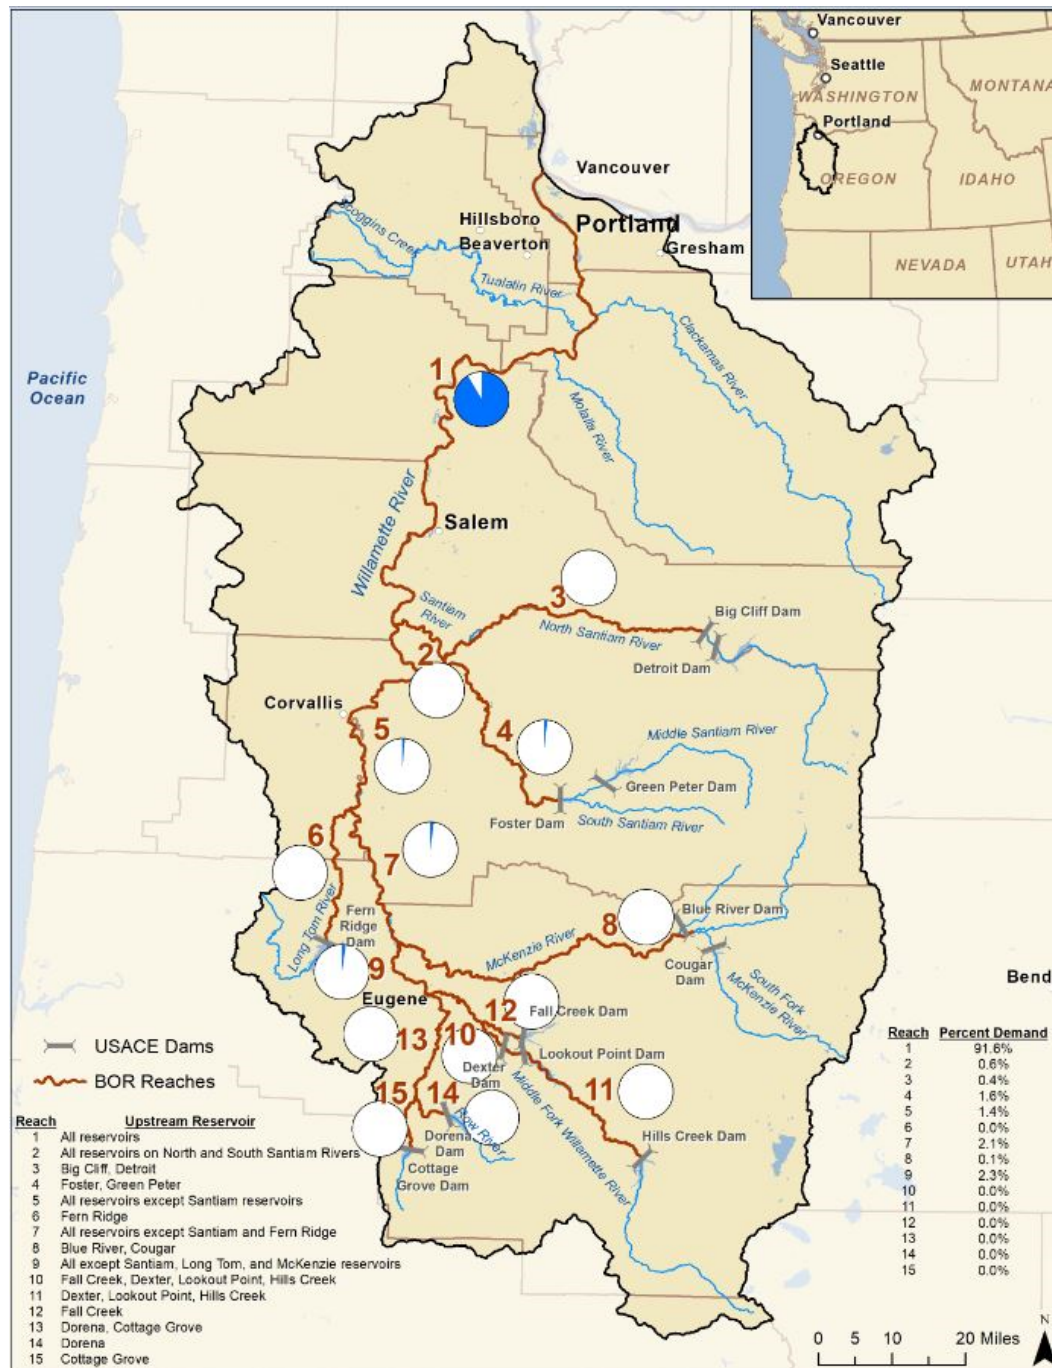 Vancouver
Seattle
WASHINGTON
MONTANA
Portland
OREGON
IDAHO
NEVADA
UTAH
Vancouver
Portland
Hillsboro
Beaverton
Gresham
Scoggins Creek
Tualatin River
Clackamas River
Pacific
Ocean
1
Molalla River
Willamette River
Salem
3
Santiam
River
North Santiam River
Big Cliff Dam
Detroit Dam
2
Corvallis
5
4
Middle Santiam River
Green Peter Dam
Foster Dam
South Santiam River
6
7
Long Tom River
Fern
Ridge
Dam
8
Blue River Dam
McKenzie River
Cougar
Dam
South Fork
McKenzie River
Bend
9
Eugene
12
Fall Creek Dam
13
10
Lookout Point Dam
Dexter
Dam
11
Middle Fork Willamette River
15
14
Row River
Dorena
Dam
Cottage
Grove Dam
Hills Creek Dam
USACE Dams
BOR Reaches
Reach Upstream Reservoir
1 All reservoirs
2 All reservoirs on North and South Santiam Rivers
3 Big Cliff, Detroit
4 Foster, Green Peter
5 All reservoirs except Santiam reservoirs
6 Fern Ridge
7 All reservoirs except Santiam and Fern Ridge
8 Blue River, Cougar
9 All except Santiam, Long Tom, and McKenzie reservoirs
10 Fall Creek, Dexter, Lookout Point, Hills Creek
11 Dexter, Lookout Point, Hills Creek
12 Fall Creek
13 Dorena, Cottage Grove
14 Dorena
15 Cottage Grove
Reach Percent Demand
1 91.6%
2 0.6%
3 0.4%
4 1.6%
5 1.4%
6 0.0%
7 2.1%
8 0.1%
9 2.3%
10 0.0%
11 0.0%
12 0.0%
13 0.0%
14 0.0%
15 0.0%
0 5 10 20 Miles
N